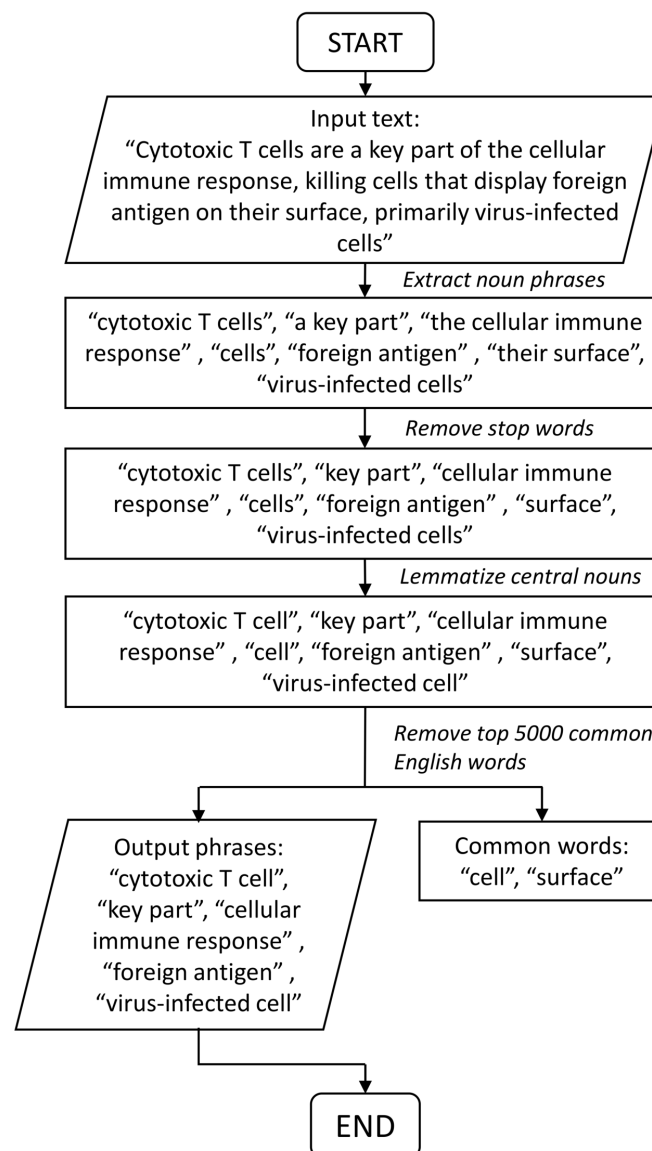 START
Input text:
“Cytotoxic T cells are a key part of the cellular
immune response, killing cells that display foreign
antigen on their surface, primarily virus-infected
cells”
Extract noun phrases
“cytotoxic T cells”, “a key part”, “the cellular immune
response” , “cells”, “foreign antigen” , “their surface”,
“virus-infected cells”
Remove stop words
“cytotoxic T cells”, “key part”, “cellular immune
response” , “cells”, “foreign antigen” , “surface”,
“virus-infected cells”
Lemmatize central nouns
“cytotoxic T cell”, “key part”, “cellular immune
response” , “cell”, “foreign antigen” , “surface”,
“virus-infected cell”
Remove top 5000 common
English words
Output phrases:
“cytotoxic T cell”,
“key part”, “cellular
immune response” ,
“foreign antigen” ,
“virus-infected cell”
Common words:
“cell”, “surface”
END